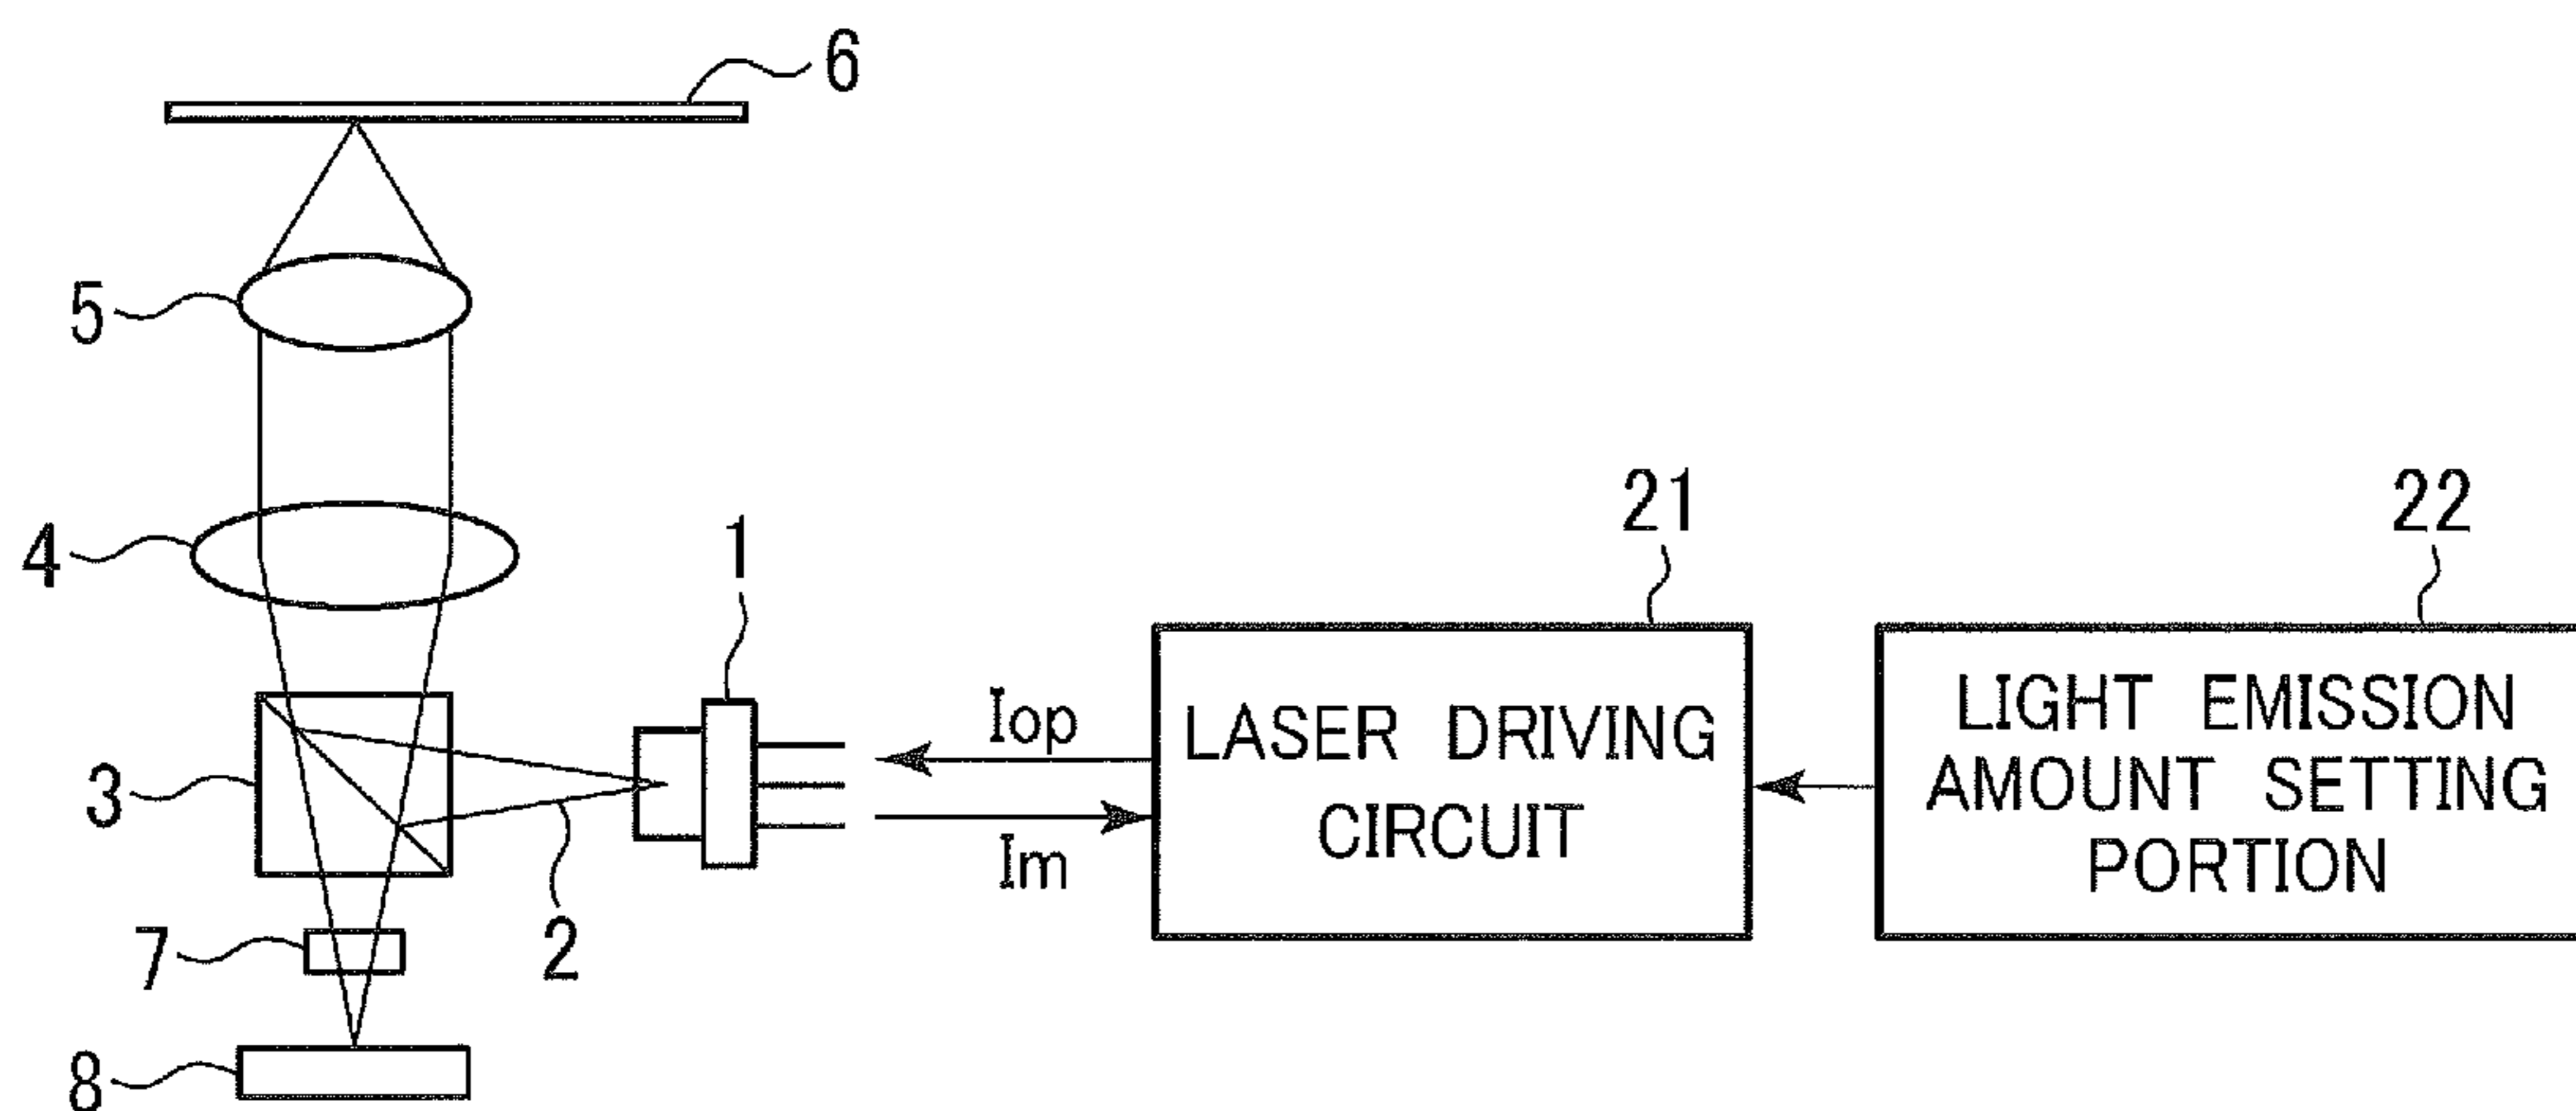 6
5
4
1
21
22
Iop
LASER DRIVING
CIRCUIT
LIGHT EMISSION
AMOUNT SETTING
PORTION
3
Im
2
7
8